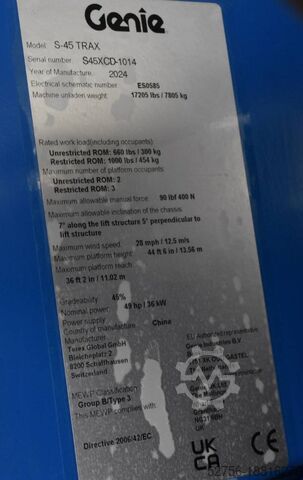 Genie
Model: S-45 TRAX
Serial number: S45XCD-1014
Year of Manufacture: 2024
Electrical schematic number: ES0585
Machine unladen weight: 17205 lbs / 7805 kg
Rated work load(including occupants)
Unrestricted ROM: 660 lbs / 300 kg
Restricted ROM: 1000 lbs / 454 kg
Maximum number of platform occupants:
Unrestricted ROM: 2
Restricted ROM: 3
Maximum allowable manual force: 90 lbf 400 N
Maximum allowable inclination of the chassis:
7° along the lift structure 5° perpendicular to
lift structure
Maximum wind speed: 28 mph / 12.5 m/s
Maximum platform height: 44 ft 6 in / 13.56 m
Maximum platform reach
36 ft 2 in / 11.02 m
Gradeability: 45%
Nominal power: 49 hp / 36 kW
Power supply
Country of manufacture: China
Manufacturer:
Terex Global GmbH
Bleicheplatz 2
8200 Schaffhausen
Switzerland
EU Authorized representative
Genie Industries B.V.
MEWP Classification
Group B/Type 3
This MEWP complies with
Directive 2006/42/EC
UK
CA
CE